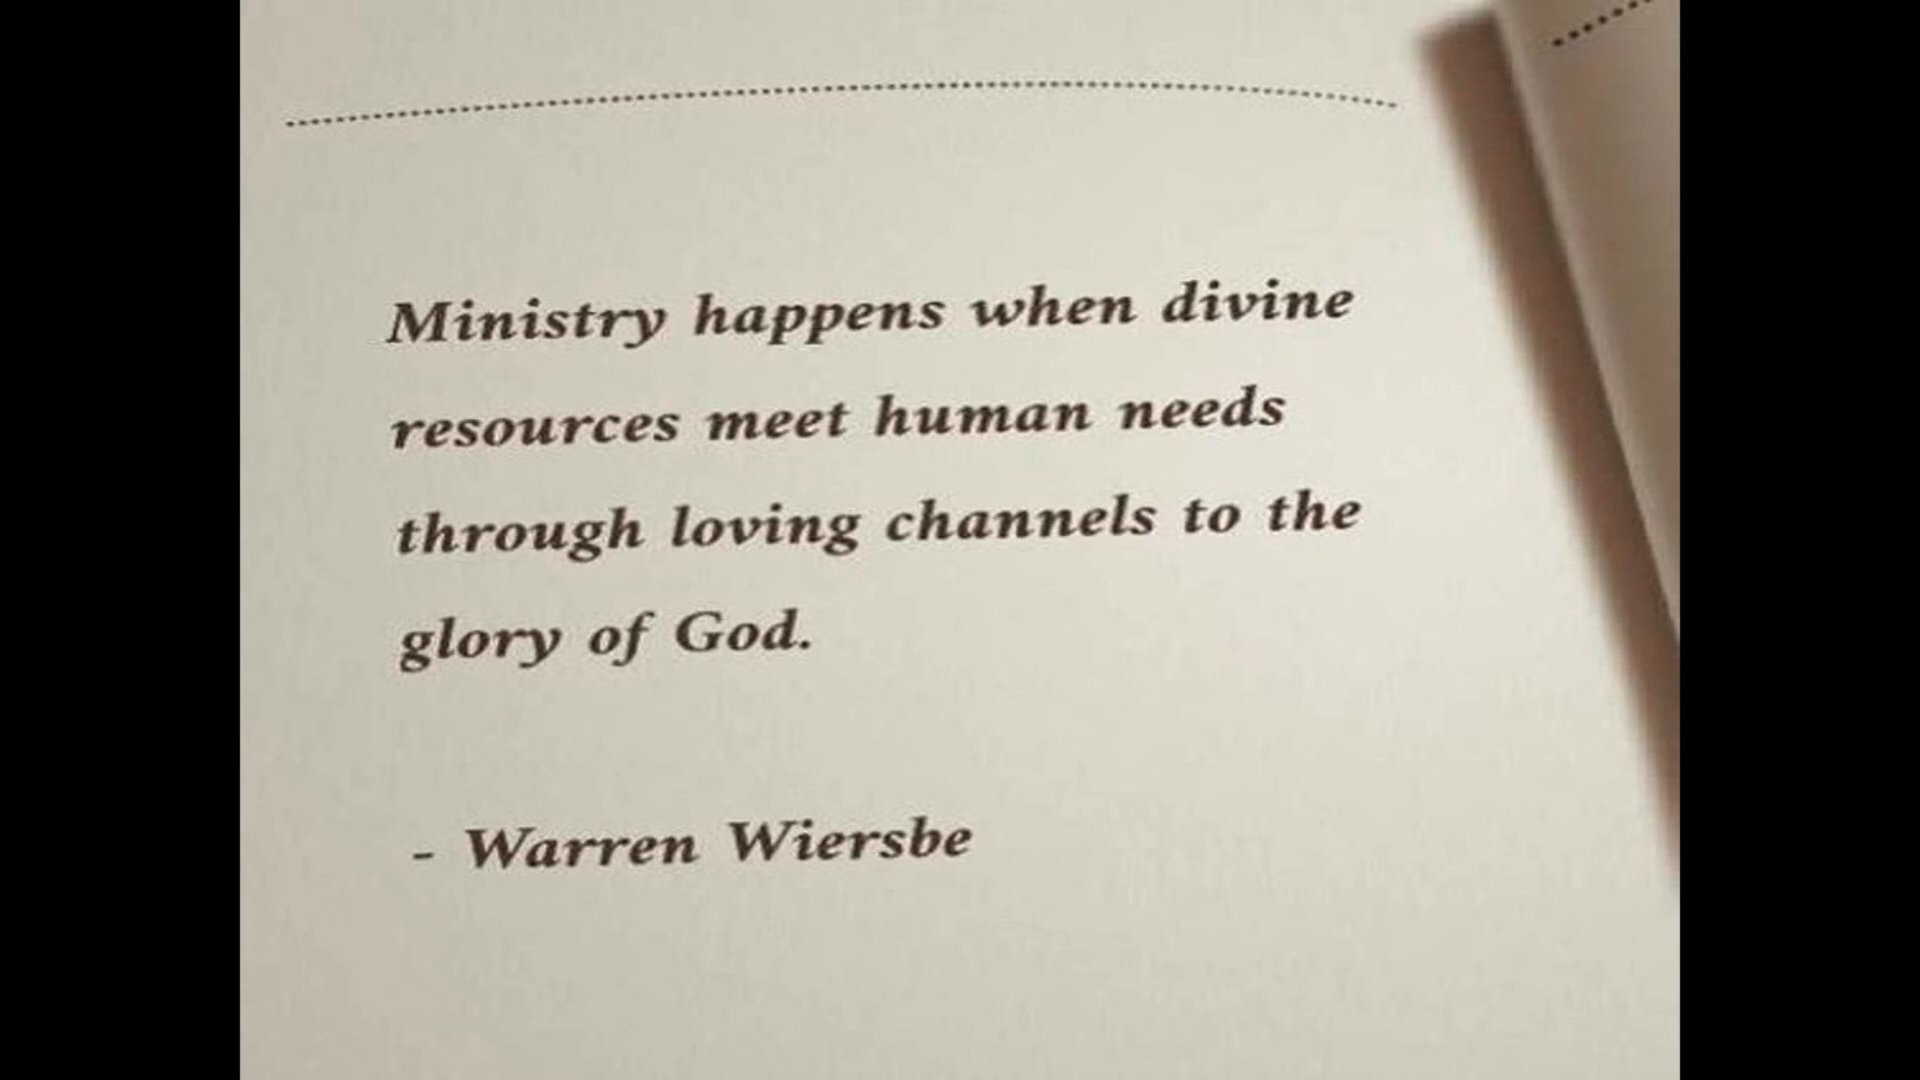 Ministry happens when divine
resources meet human needs
through loving channels to the
glory of God.
- Warren Wiersbe